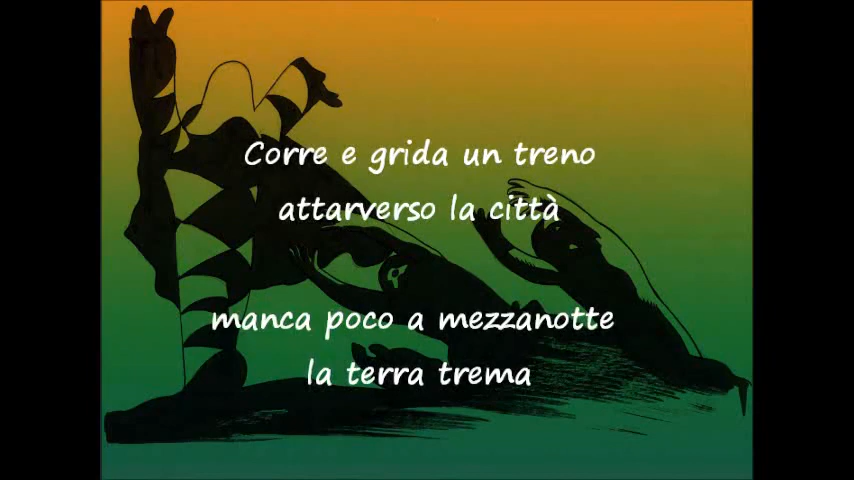 Corre e grida un treno
attarverso la città
manca poco a mezzanotte
la terra trema